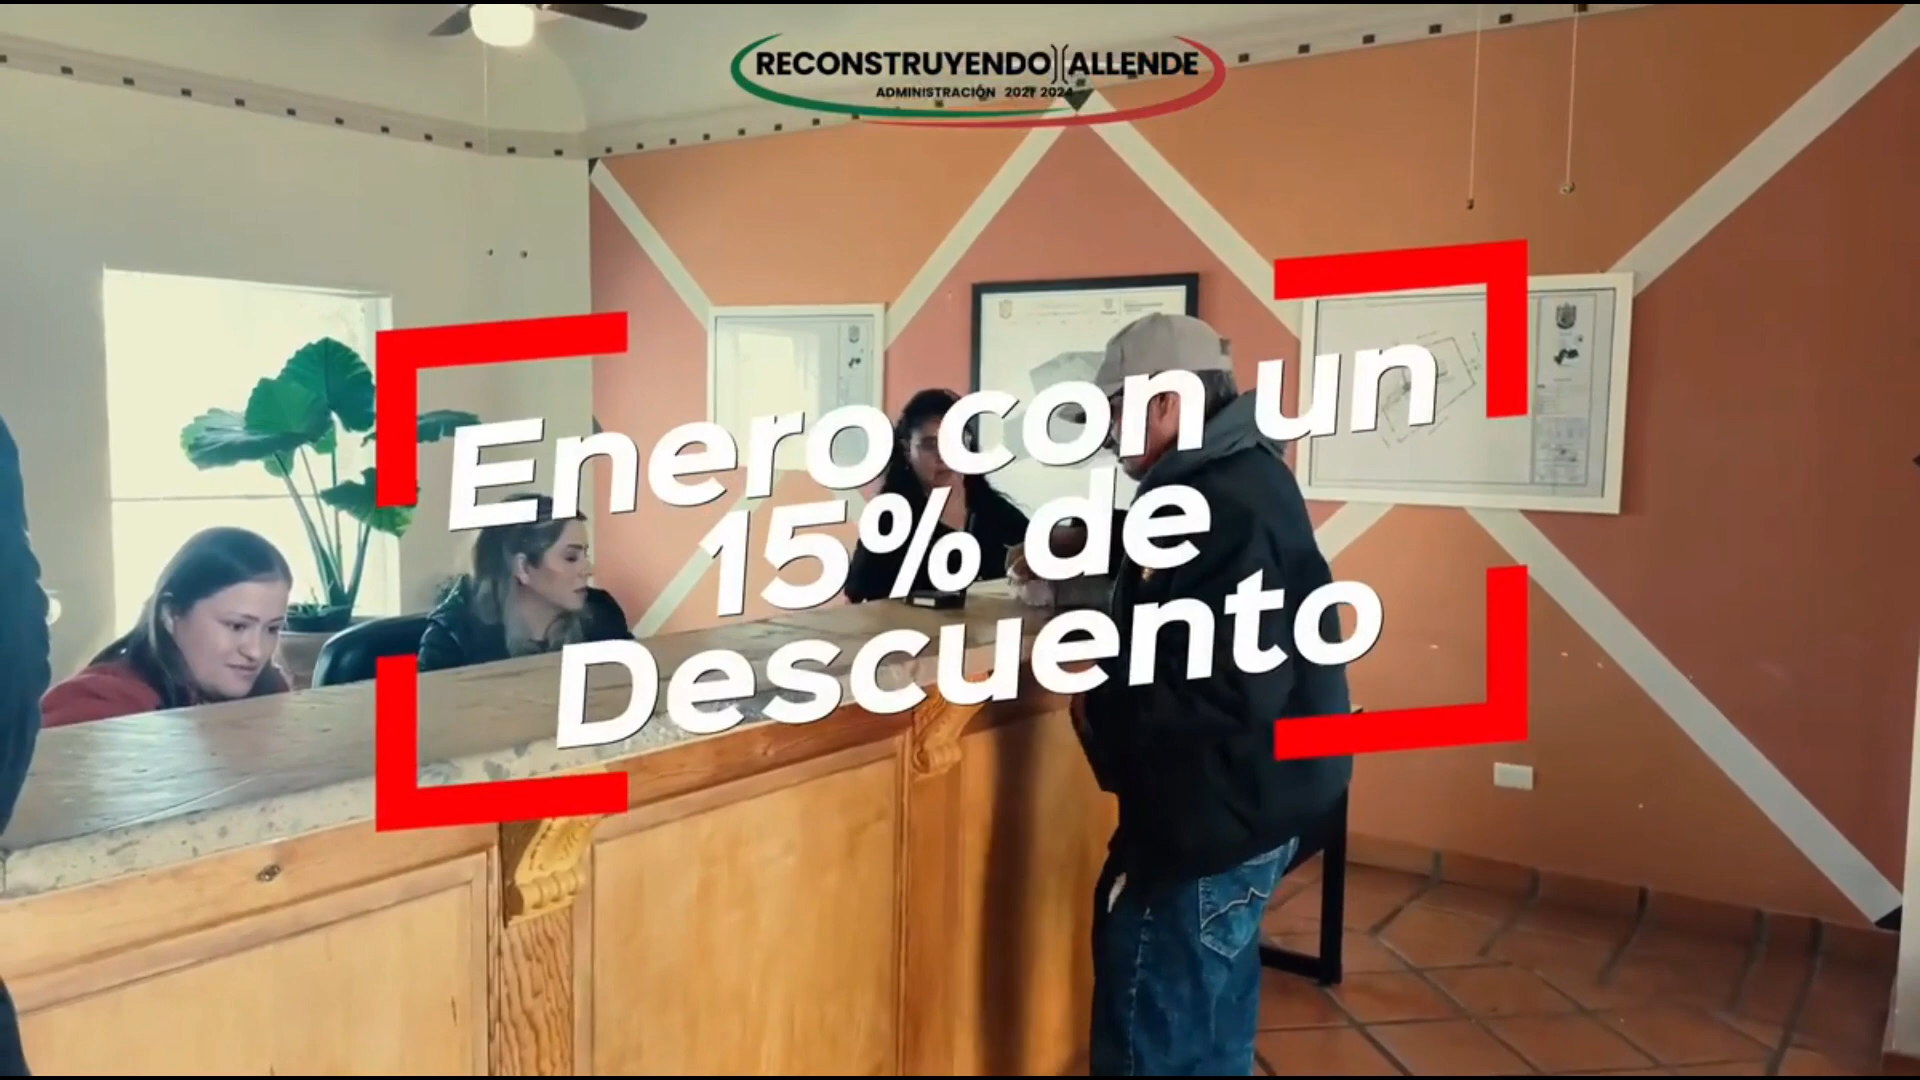 RECONSTRUYENDO ALLENDE
ADMINISTRACIÓN 2021 2024
Enero con un
15% de
Descuento